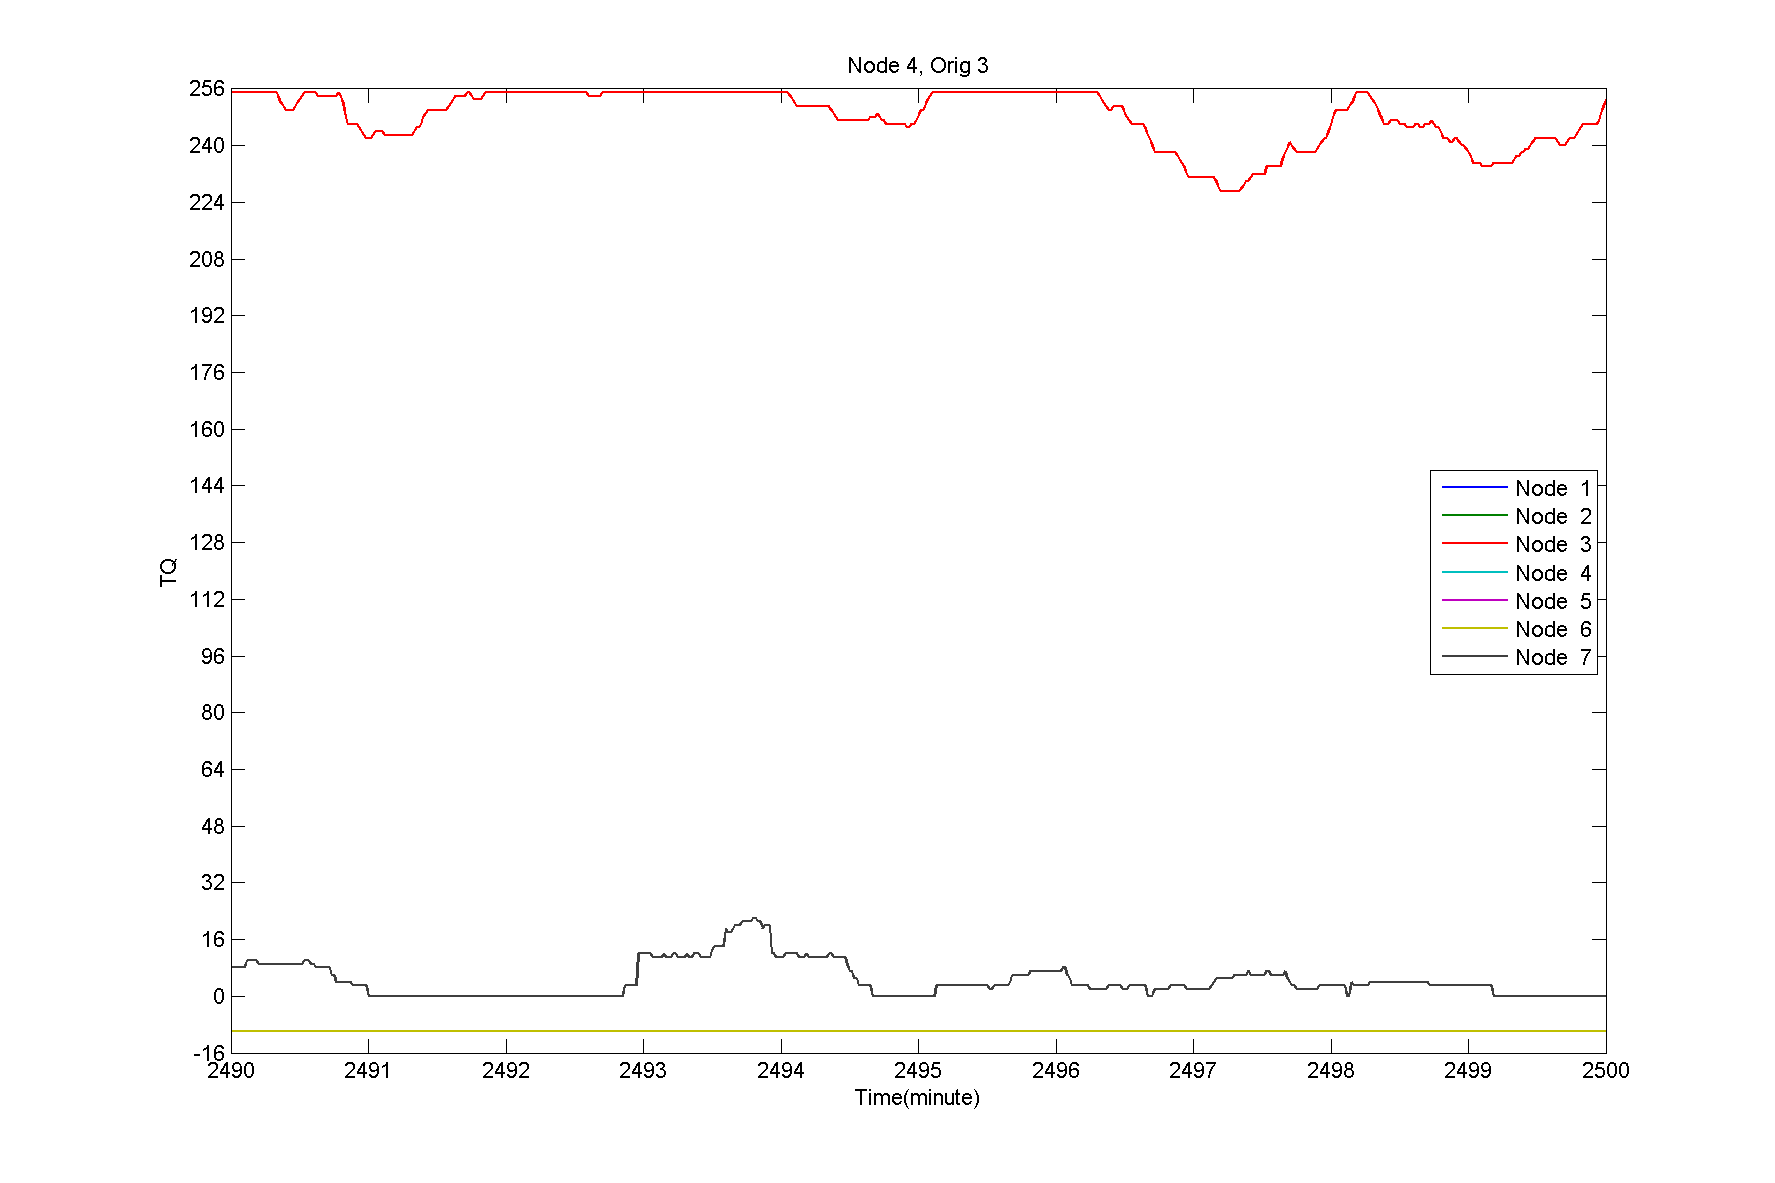 Node 4, Orig 3
256
240
224
208
192
176
160
144
128
112
96
80
64
48
32
16
0
-16
TQ
Node 1
Node 2
Node 3
Node 4
Node 5
Node 6
Node 7
2490 2491 2492 2493 2494 2495 2496 2497 2498 2499 2500
Time(minute)